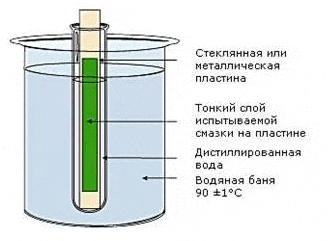 Стеклянная или
металлическая
пластина
Тонкий слой
испытываемой
смазки на пластине
Дистиллированная
вода
Водяная баня
90 ±1°C